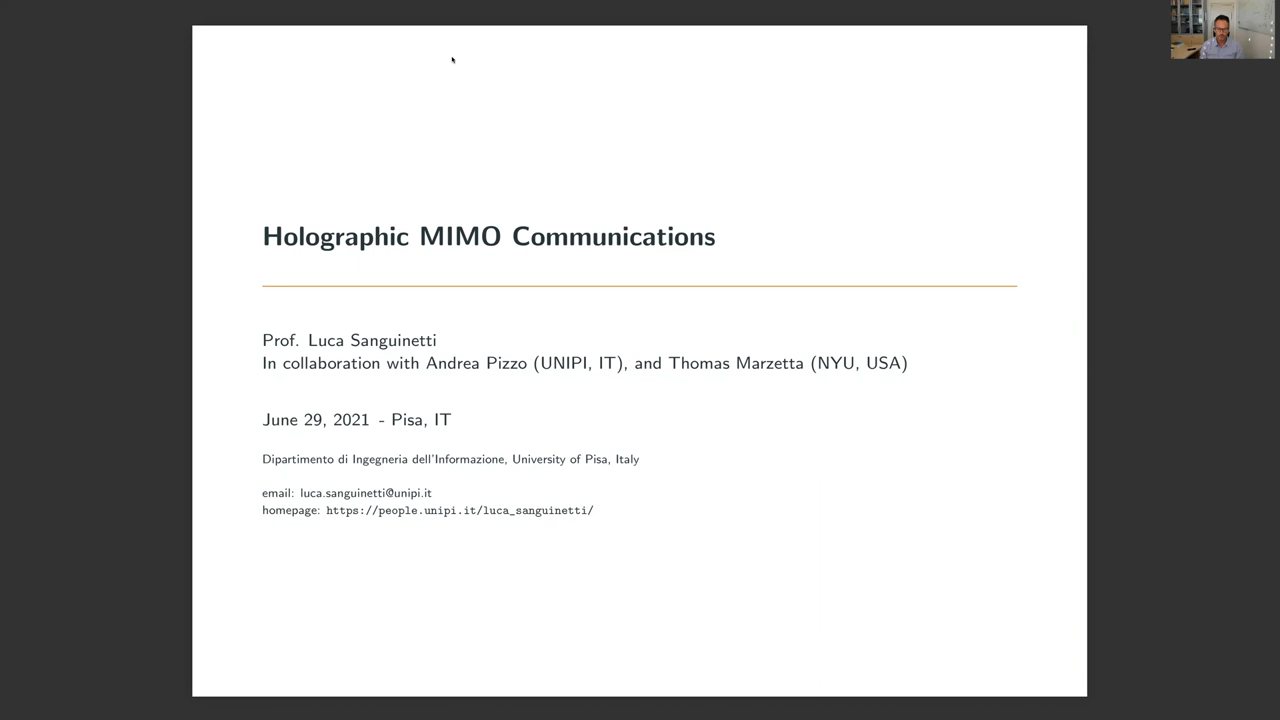 Holographic MIMO Communications
Prof. Luca Sanguinetti
In collaboration with Andrea Pizzo (UNIPI, IT), and Thomas Marzetta (NYU, USA)
June 29, 2021 - Pisa, IT
Dipartimento di Ingegneria dell'Informazione, University of Pisa, Italy
email: luca.sanguinetti@unipi.it
homepage: https://people.unipi.it/luca_sanguinetti/